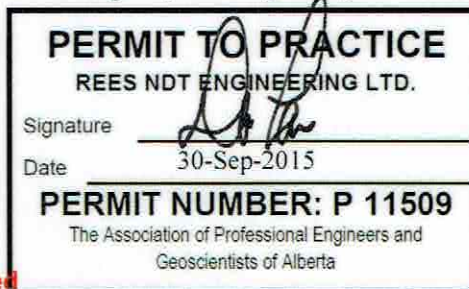 PERMIT TO PRACTICE
REES NDT ENGINEERING LTD.
Signature
Date 30-Sep-2015
PERMIT NUMBER: P 11509
The Association of Professional Engineers and
Geoscientists of Alberta